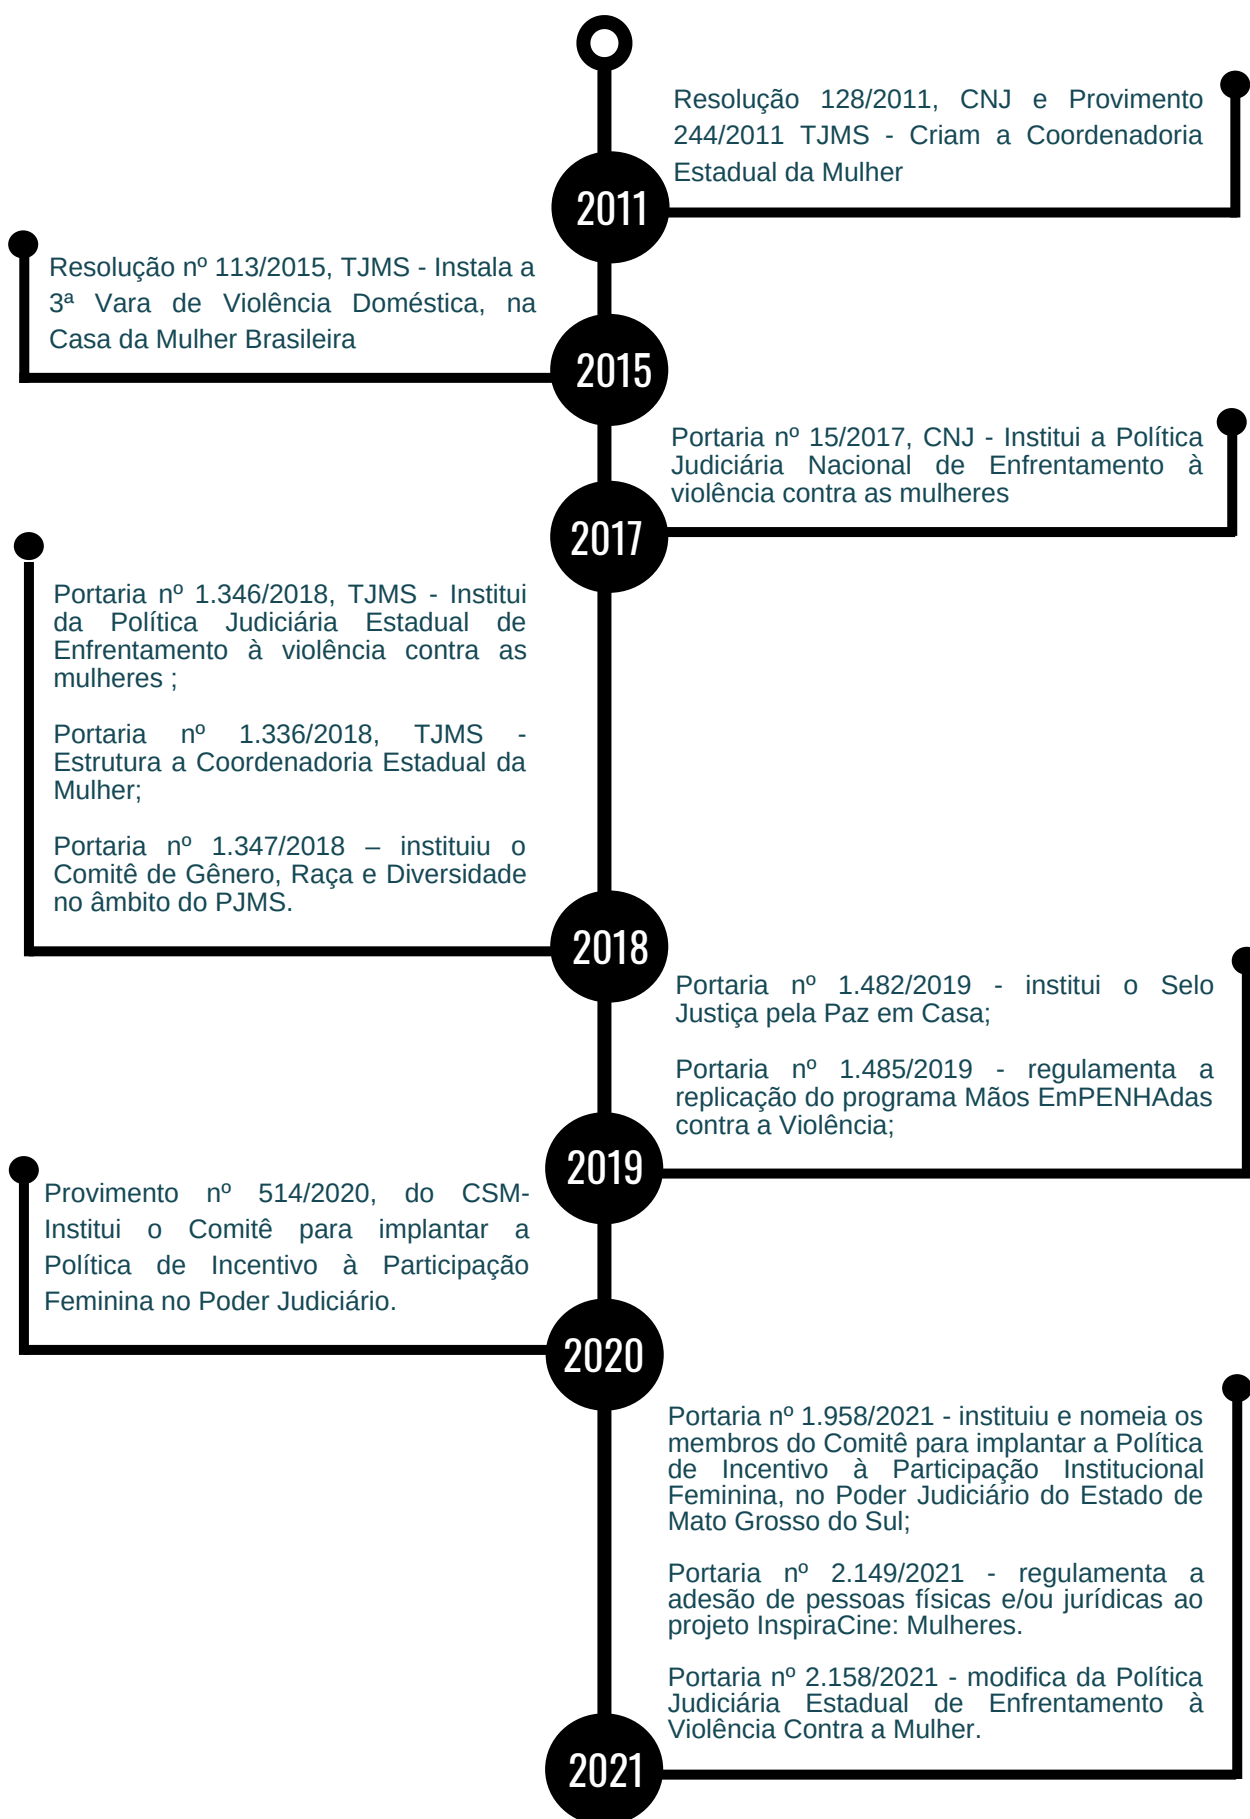 Resolução 128/2011, CNJ e Provimento
244/2011 TJMS - Criam a Coordenadoria
Estadual da Mulher
2011
Resolução nº 113/2015, TJMS - Instala a
3ª Vara de Violência Doméstica, na
Casa da Mulher Brasileira
2015
Portaria nº 15/2017, CNJ - Institui a Política
Judiciária Nacional de Enfrentamento à
violência contra as mulheres
2017
Portaria nº 1.346/2018, TJMS - Institui
da Política Judiciária Estadual de
Enfrentamento à violência contra as
mulheres ;
Portaria nº 1.336/2018, TJMS -
Estrutura a Coordenadoria Estadual da
Mulher;
Portaria nº 1.347/2018 – instituiu o
Comitê de Gênero, Raça e Diversidade
no âmbito do PJMS.
2018
Portaria nº 1.482/2019 - institui o Selo
Justiça pela Paz em Casa;
Portaria nº 1.485/2019 - regulamenta a
replicação do programa Mãos EmPENHAdas
contra a Violência;
2019
Provimento nº 514/2020, do CSM-
Institui o Comitê para implantar a
Política de Incentivo à Participação
Feminina no Poder Judiciário.
2020
Portaria nº 1.958/2021 - instituiu e nomeia os
membros do Comitê para implantar a Política
de Incentivo à Participação Institucional
Feminina, no Poder Judiciário do Estado de
Mato Grosso do Sul;
Portaria nº 2.149/2021 - regulamenta a
adesão de pessoas físicas e/ou jurídicas ao
projeto InspiraCine: Mulheres.
Portaria nº 2.158/2021 - modifica da Política
Judiciária Estadual de Enfrentamento à
Violência Contra a Mulher.
2021